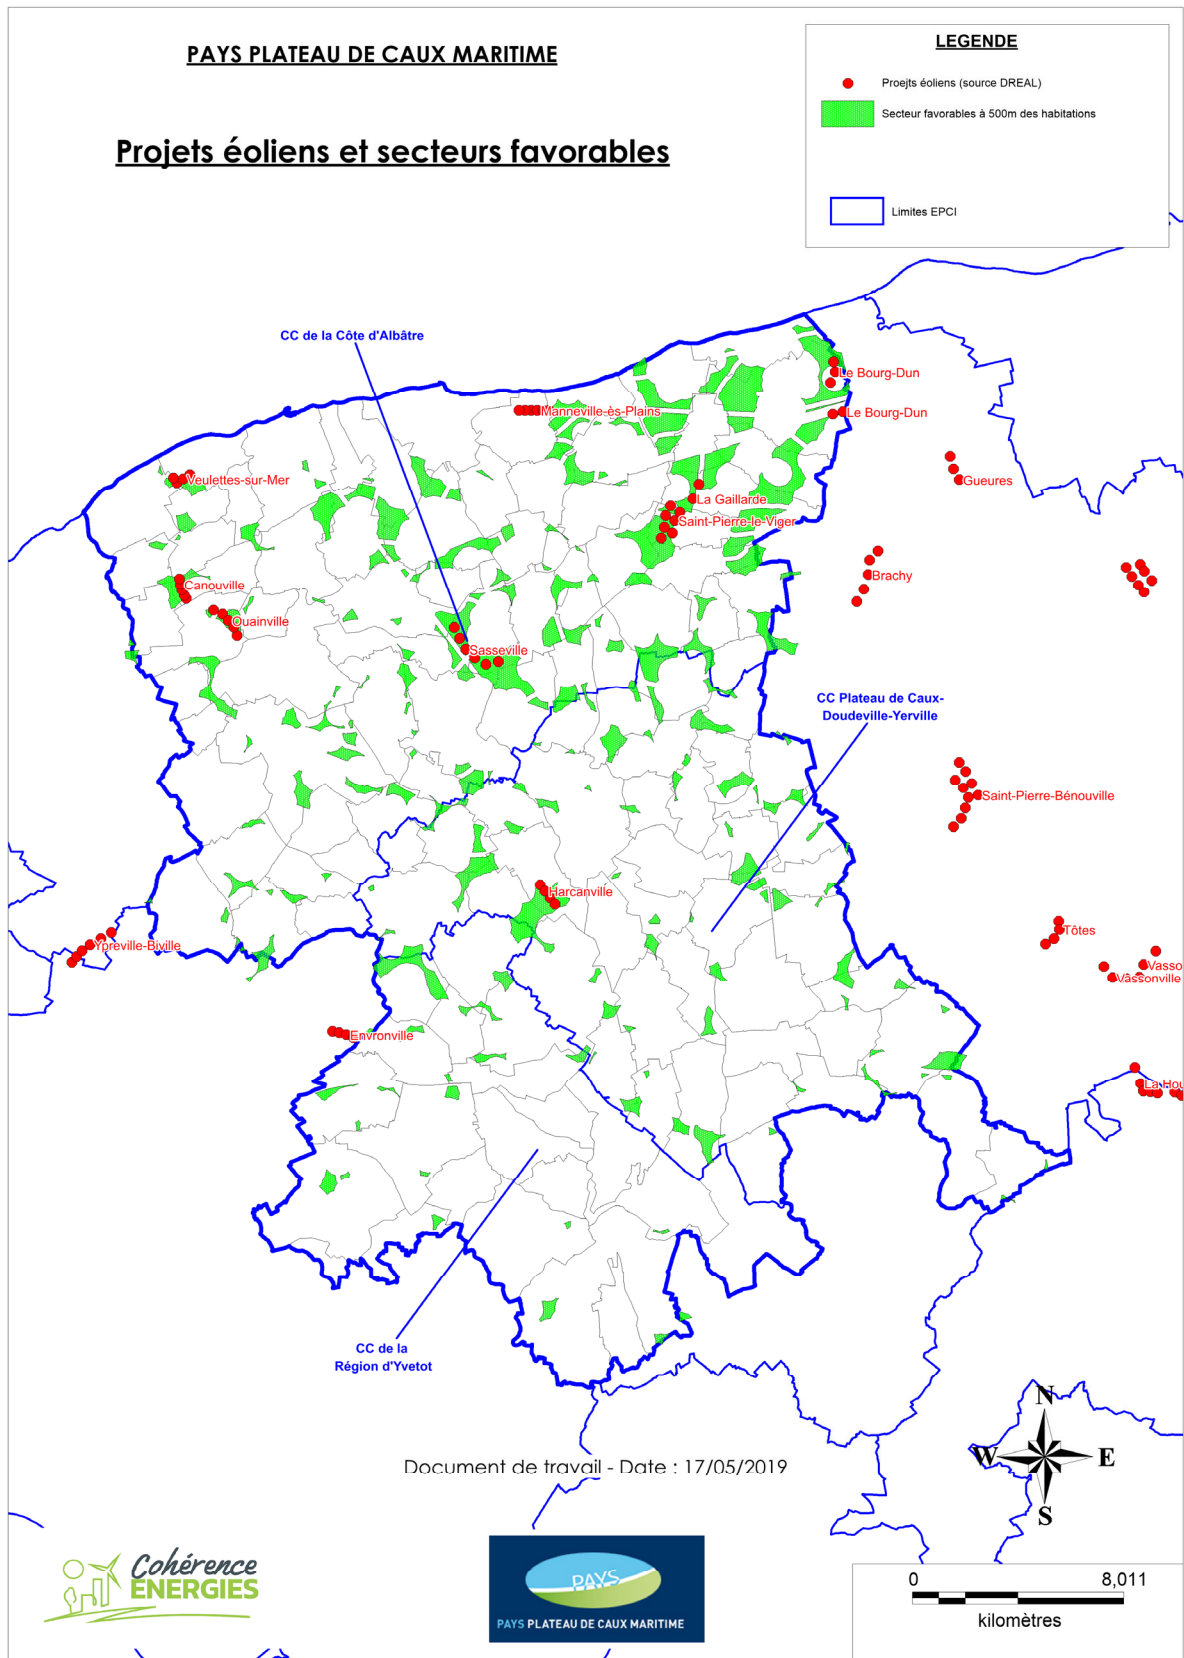 PAYS PLATEAU DE CAUX MARITIME
Projets éoliens et secteurs favorables
LEGENDE
Proejts éoliens (source DREAL)
Secteur favorables à 500m des habitations
Limites EPCI
CC de la Côte d'Albâtre
Le Bourg-Dun
Manneville-ès-Plains
Le Bourg-Dun
Veulettes-sur-Mer
Gueures
La Gaillarde
Saint-Pierre-le-Viger
Brachy
Canouville
Ouainville
Sasseville
CC Plateau de Caux-
Doudeville-Yerville
Saint-Pierre-Bénouville
Harcanville
Tôtes
Ypreville-Biville
Vasso
Vassonville
Envronville
La Hou
CC de la
Région d'Yvetot
N
W
E
S
Document de travail - Date : 17/05/2019
Cohérence
ENERGIES
PAYS
PAYS PLATEAU DE CAUX MARITIME
0 8,011
kilomètres